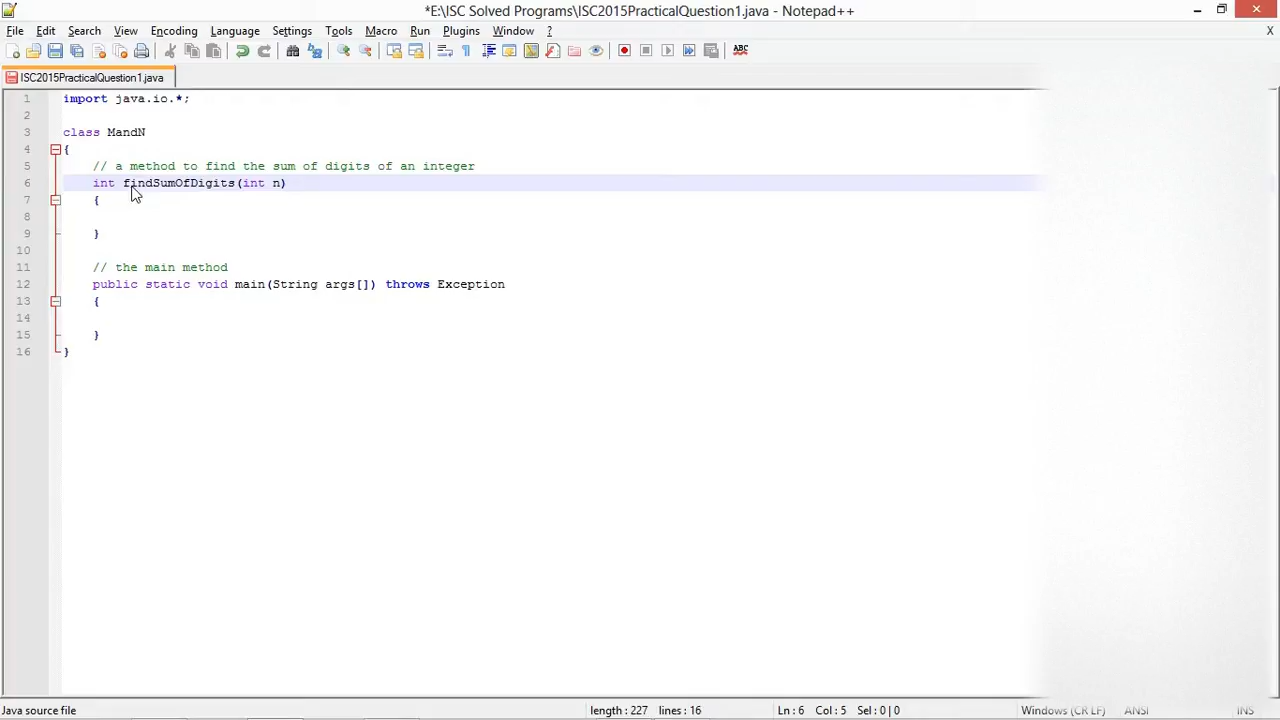 *E:\ISC Solved Programs\ISC2015PracticalQuestion1.java - Notepad++
File Edit Search View Encoding Language Settings Tools Macro Run Plugins Window ? X
ABC
ISC2015PracticalQuestion1.java
1 import java.io.*;
2
3 class MandN
4 {
5 // a method to find the sum of digits of an integer
6 int findSumOfDigits(int n)
7 {
8
9 }
10
11 // the main method
12 public static void main(String args[]) throws Exception
13 {
14
15 }
16 }
Java source file length : 227 lines : 16 Ln : 6 Col : 5 Sel : 0 | 0 Windows (CR LF) ANSI INS